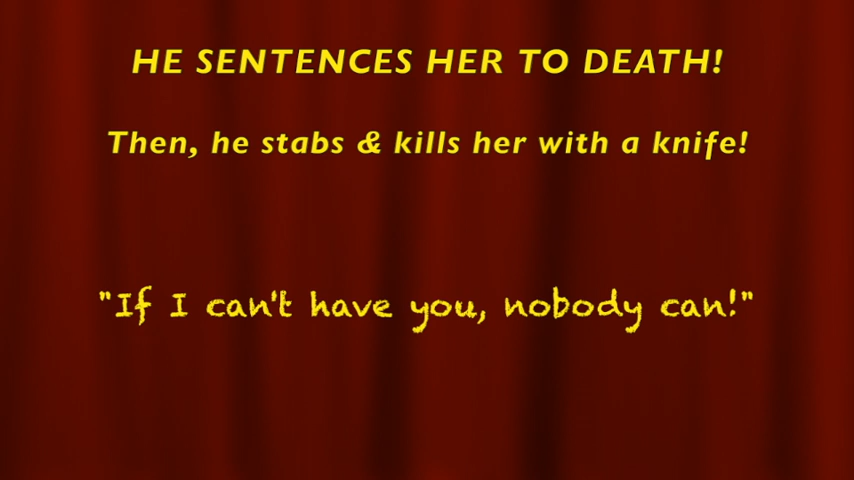 HE SENTENCES HER TO DEATH!
Then, he stabs & kills her with a knife!
"If I can't have you, nobody can!"